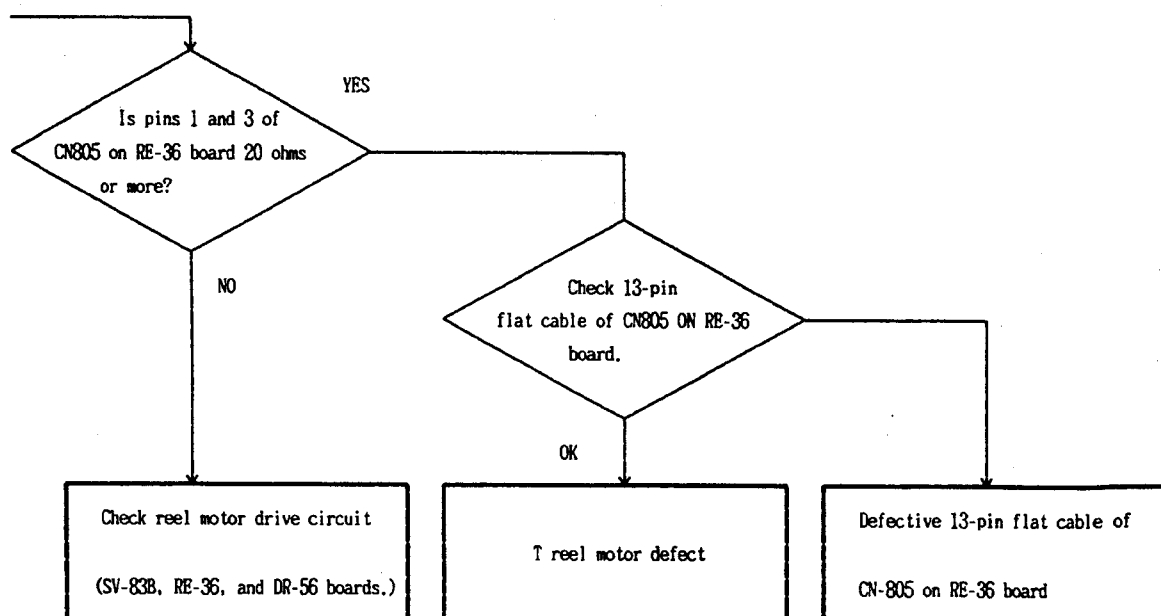 YES
Is pins 1 and 3 of
CN805 on RE-36 board 20 ohms
or more?
NO
Check 13-pin
flat cable of CN805 ON RE-36
board.
OK
Check reel motor drive circuit
(SV-83B, RE-36, and DR-56 boards.)
T reel motor defect
Defective 13-pin flat cable of
CN-805 on RE-36 board